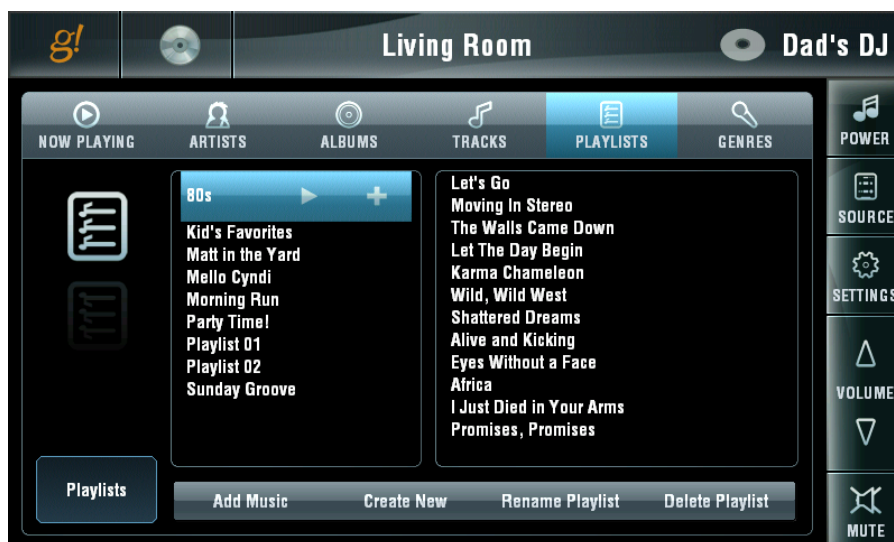 g!
Living Room
Dad's DJ
NOW PLAYING
ARTISTS
ALBUMS
TRACKS
PLAYLISTS
GENRES
POWER
SOURCE
SETTINGS
VOLUME
MUTE
80s
Kid's Favorites
Matt in the Yard
Mello Cyndi
Morning Run
Party Time!
Playlist 01
Playlist 02
Sunday Groove
Let's Go
Moving In Stereo
The Walls Came Down
Let The Day Begin
Karma Chameleon
Wild, Wild West
Shattered Dreams
Alive and Kicking
Eyes Without a Face
Africa
I Just Died in Your Arms
Promises, Promises
Playlists
Add Music
Create New
Rename Playlist
Delete Playlist